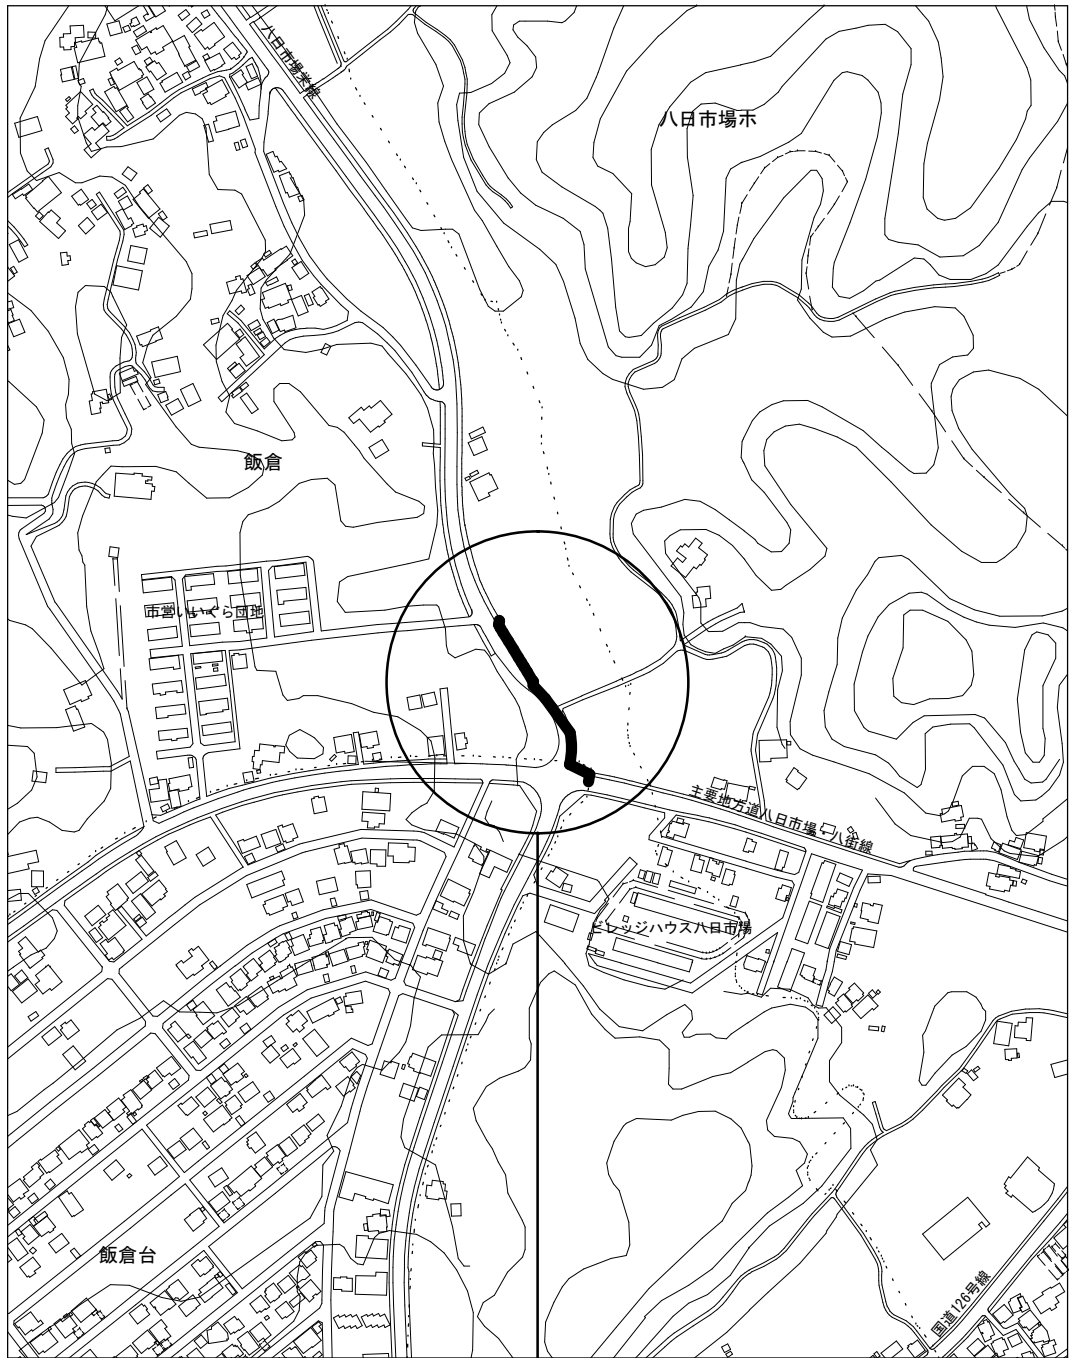 八日市場栄線
八日市場ホ
飯倉
市営いいぐら団地
主要地方道八日市場・八街線
ビレッジハウス八日市場
飯倉台
国道126号線